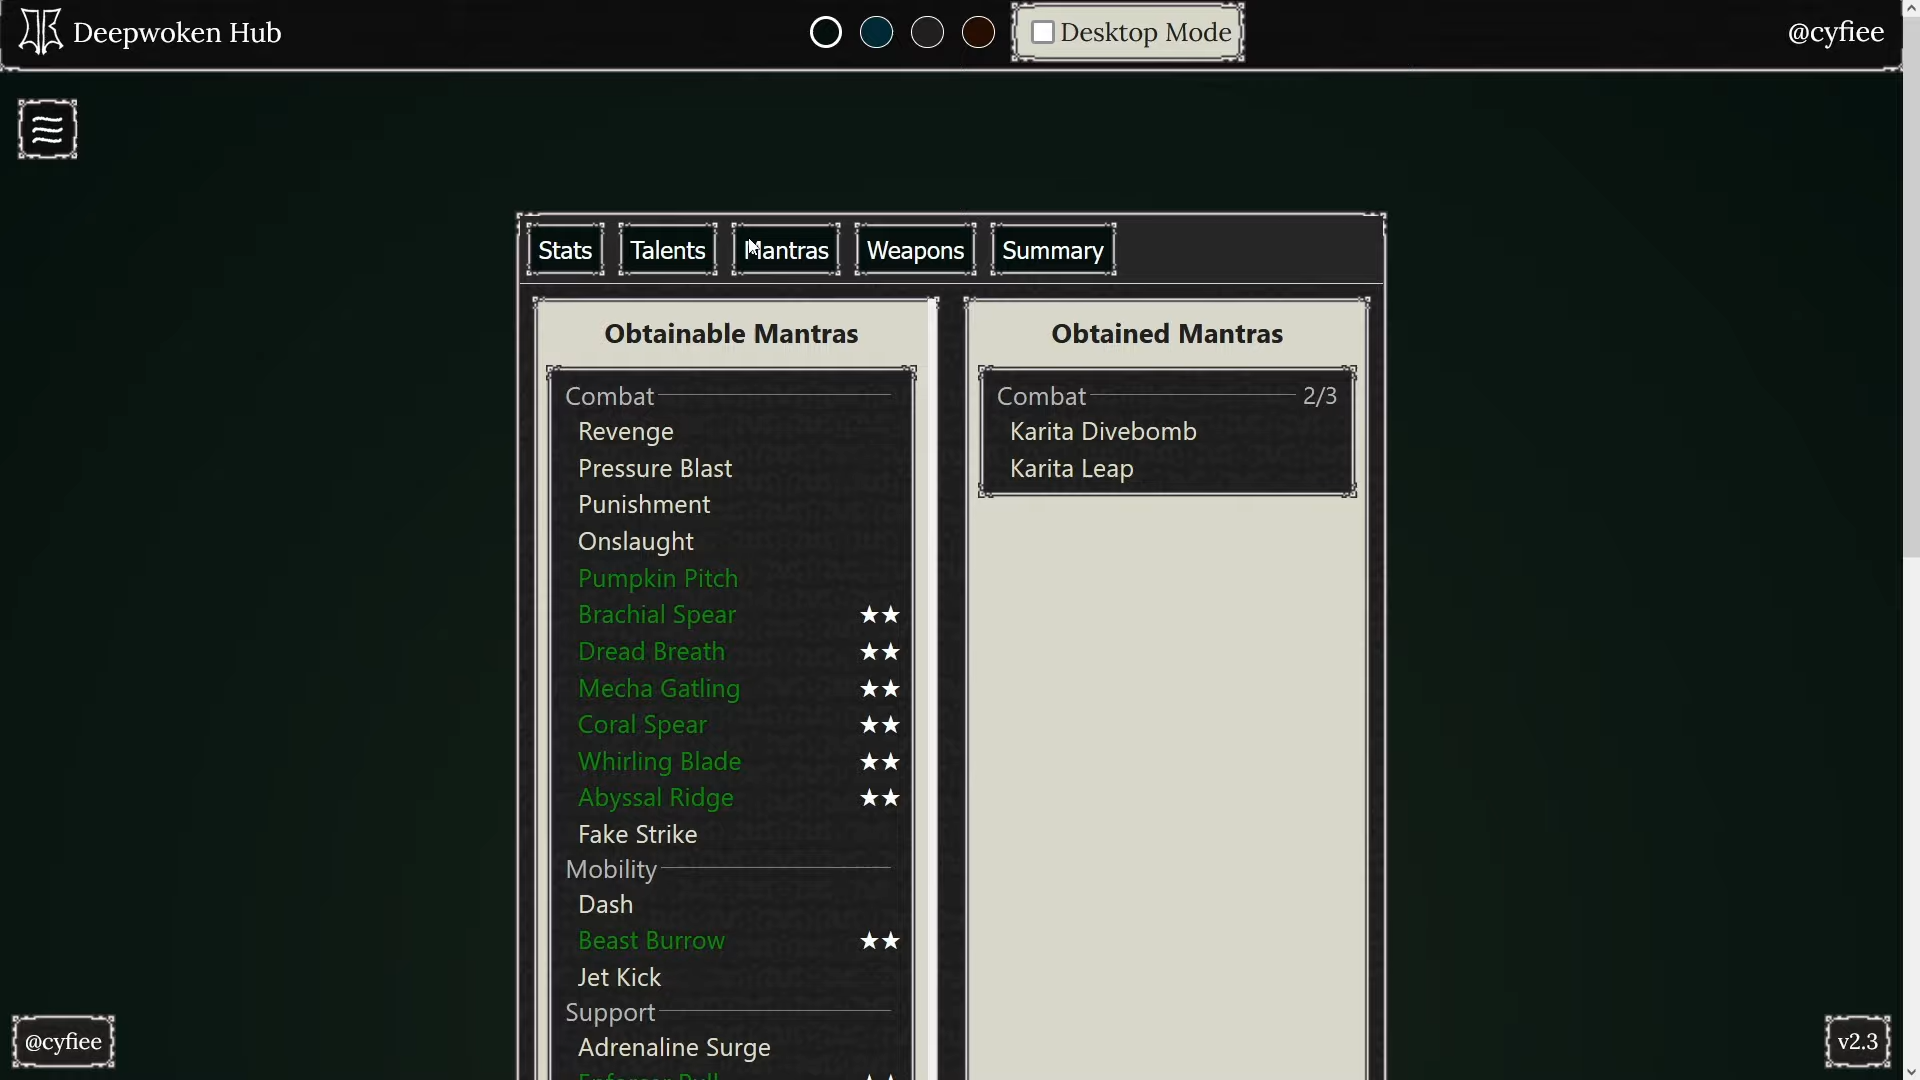 Deepwoken Hub
Desktop Mode
@cyfiee
Stats Talents Mantras Weapons Summary
Obtainable Mantras
Combat
Revenge
Pressure Blast
Punishment
Onslaught
Pumpkin Pitch
Brachial Spear ★★
Dread Breath ★★
Mecha Gatling ★★
Coral Spear ★★
Whirling Blade ★★
Abyssal Ridge ★★
Fake Strike
Mobility
Dash
Beast Burrow ★★
Jet Kick
Support
Adrenaline Surge
Obtained Mantras
Combat 2/3
Karita Divebomb
Karita Leap
@cyfiee
v2.3